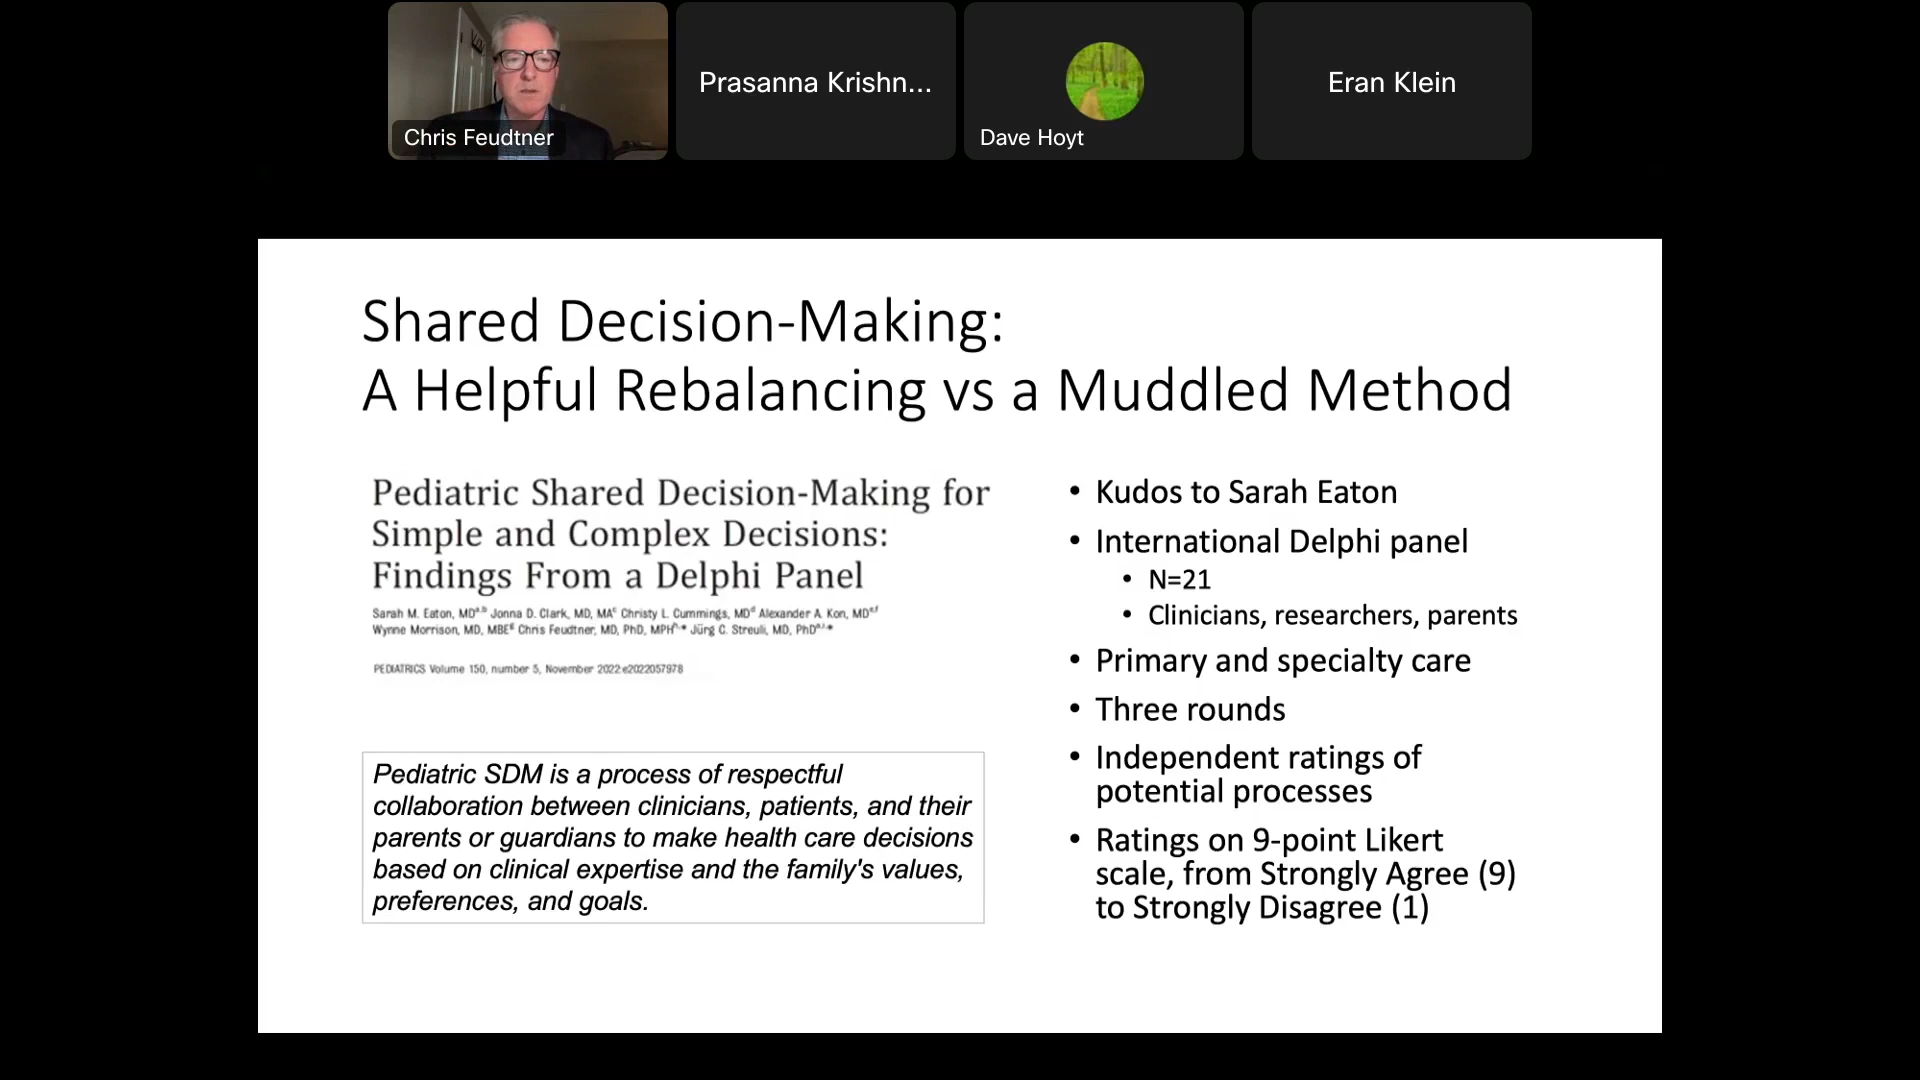 Chris Feudtner
Prasanna Krishn...
Dave Hoyt
Eran Klein
Shared Decision-Making:
A Helpful Rebalancing vs a Muddled Method
Pediatric Shared Decision-Making for
Simple and Complex Decisions:
Findings From a Delphi Panel
Sarah M. Eaton, MD Jonna D. Clark, MD, MA Christy L. Cummings, MD Alexander A. Kon, MD
Wynne Morrison, MD, MBE Chris Feudtner, MD, PhD, MPH Jürg C. Streuli, MD, PhD
PEDIATRICS Volume 150, number 5, November 2022:e2022057978
Pediatric SDM is a process of respectful
collaboration between clinicians, patients, and their
parents or guardians to make health care decisions
based on clinical expertise and the family's values,
preferences, and goals.
• Kudos to Sarah Eaton
• International Delphi panel
• N=21
• Clinicians, researchers, parents
• Primary and specialty care
• Three rounds
• Independent ratings of
potential processes
• Ratings on 9-point Likert
scale, from Strongly Agree (9)
to Strongly Disagree (1)